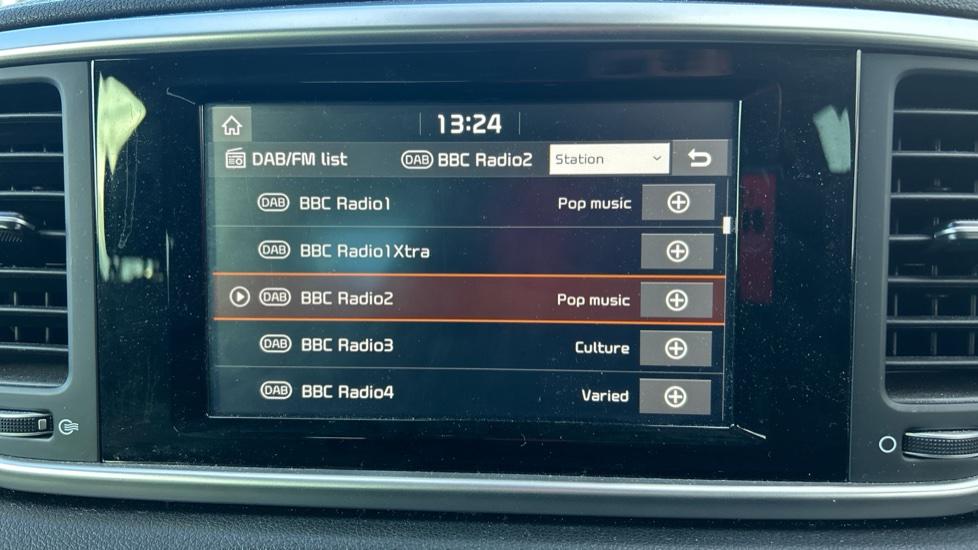 13:24
DAB/FM list DAB BBC Radio2 Station
DAB BBC Radio1 Pop music
DAB BBC Radio1Xtra
DAB BBC Radio2 Pop music
DAB BBC Radio3 Culture
DAB BBC Radio4 Varied